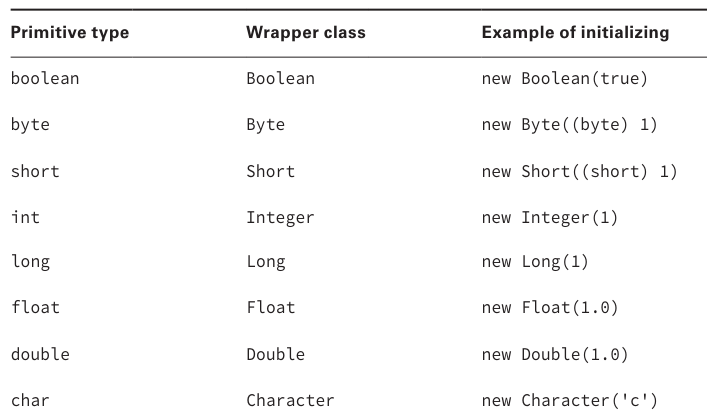 Primitive type Wrapper class Example of initializing
boolean Boolean new Boolean(true)
byte Byte new Byte((byte) 1)
short Short new Short((short) 1)
int Integer new Integer(1)
long Long new Long(1)
float Float new Float(1.0)
double Double new Double(1.0)
char Character new Character('c')